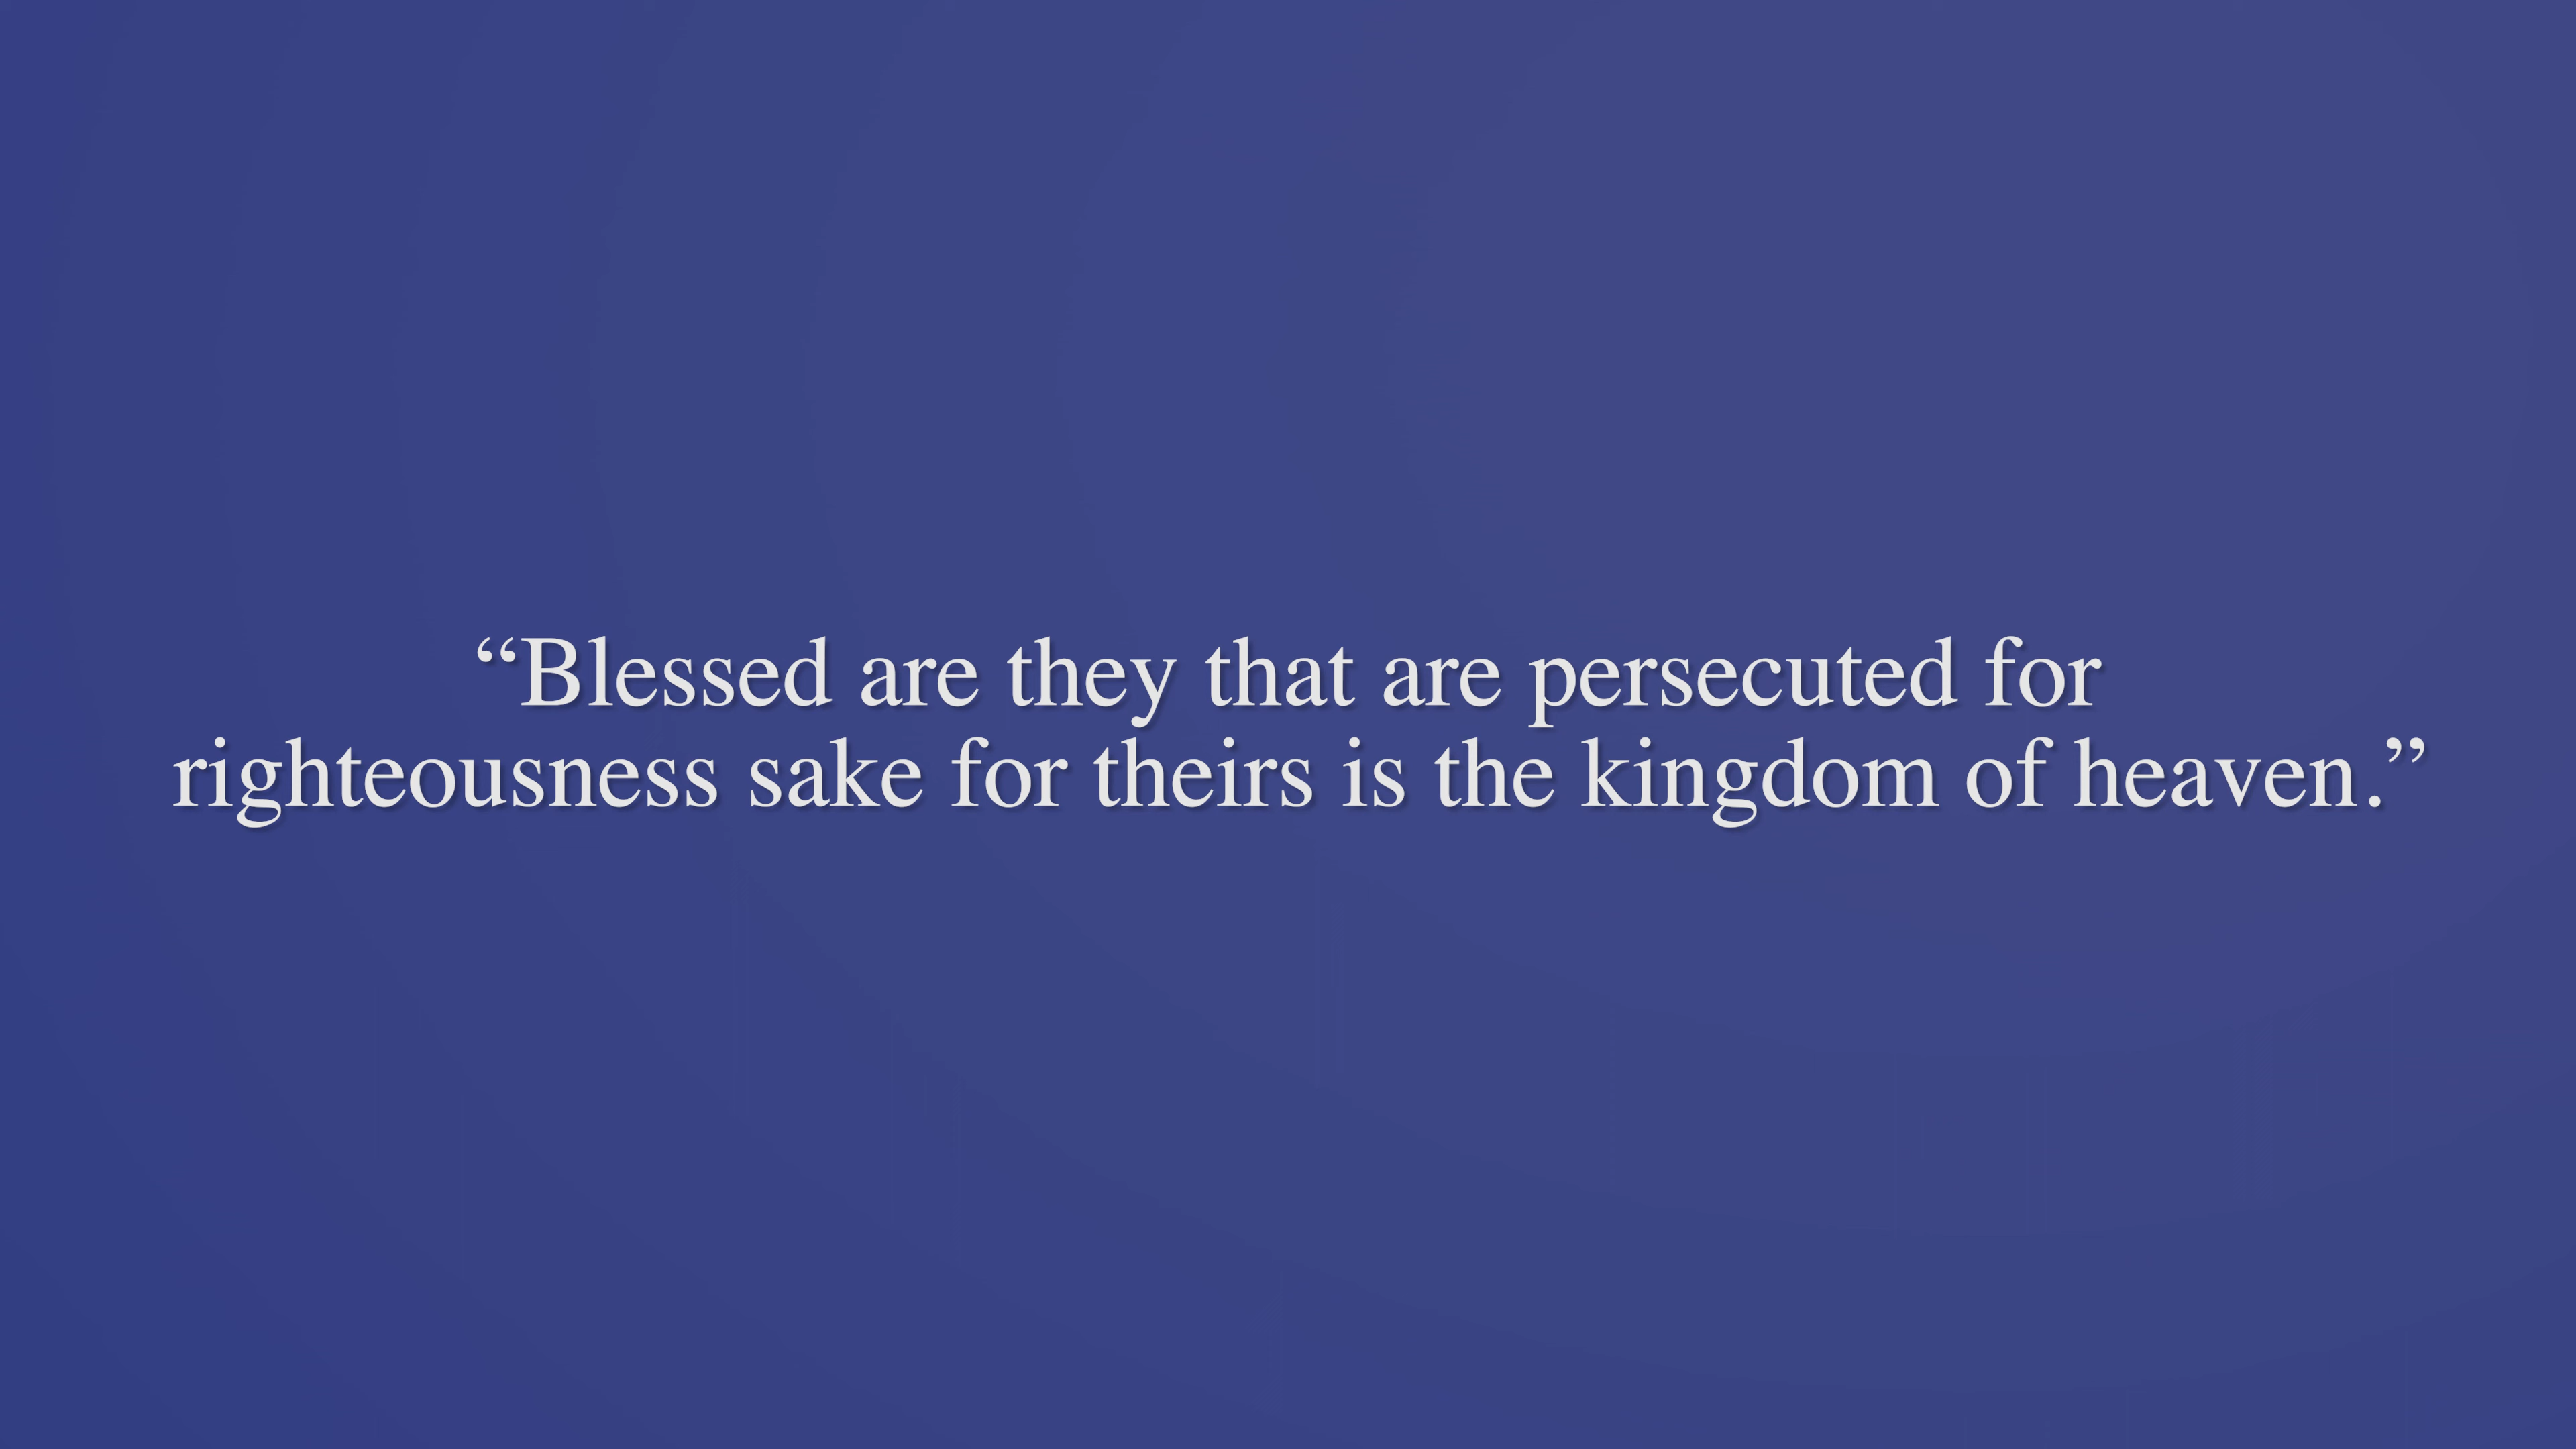 “Blessed are they that are persecuted for
righteousness sake for theirs is the kingdom of heaven.”